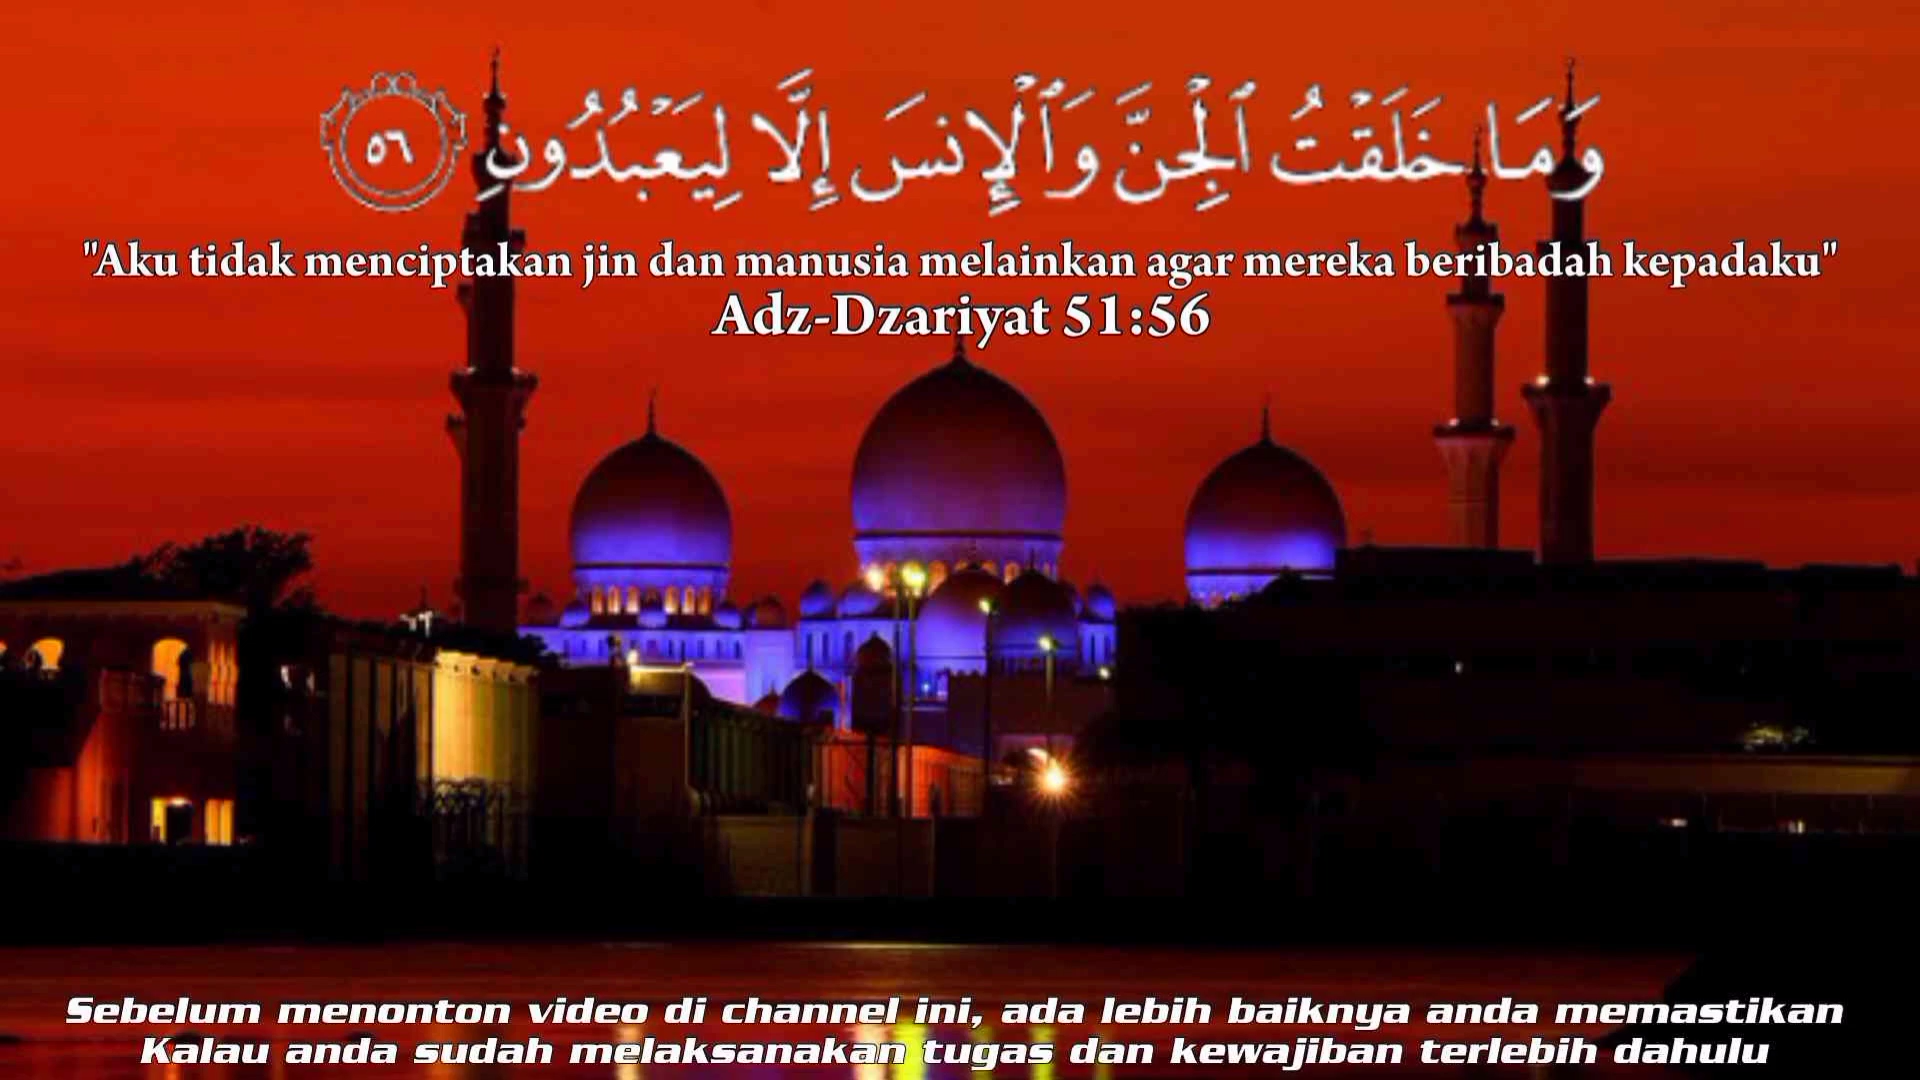 وَمَا خَلَقْتُ ٱلْجِنَّ وَٱلْإِنسَ إِلَّا لِيَعْبُدُونِ ٥٦
"Aku tidak menciptakan jin dan manusia melainkan agar mereka beribadah kepadaku"
Adz-Dzariyat 51:56
Sebelum menonton video di channel ini, ada lebih baiknya anda memastikan
Kalau anda sudah melaksanakan tugas dan kewajiban terlebih dahulu